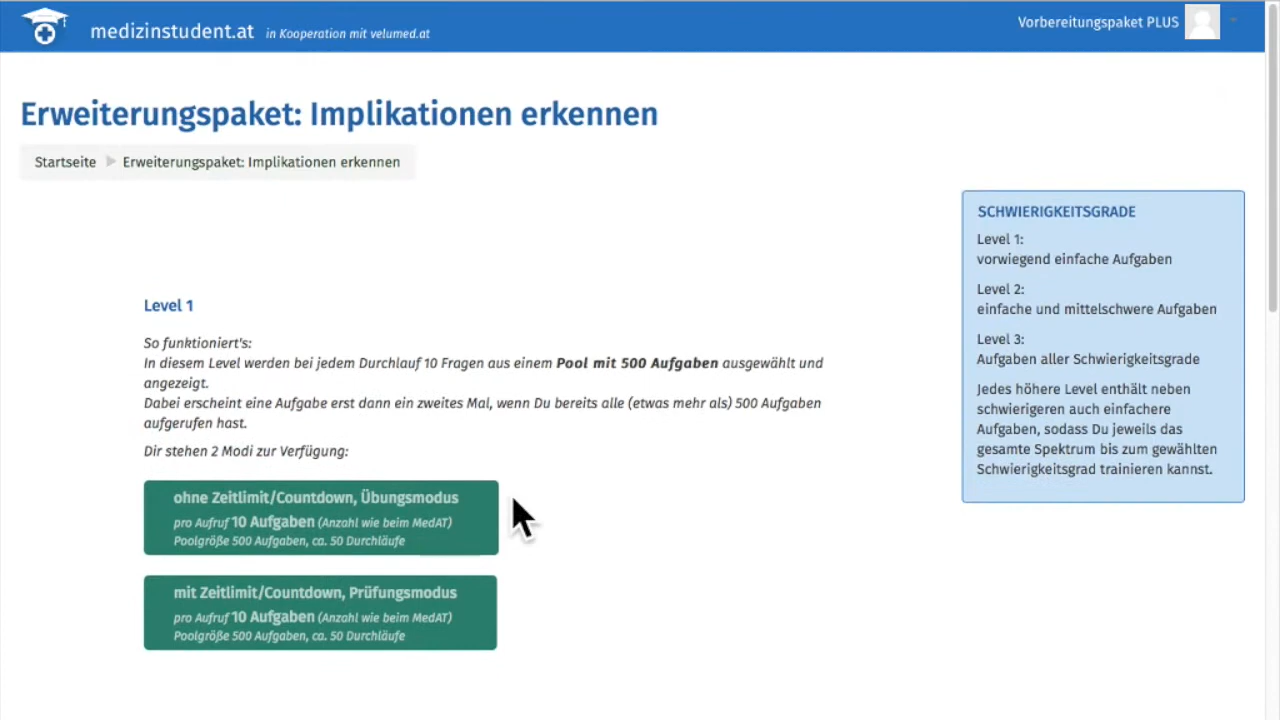 medizinstudent.at in Kooperation mit velumed.at
Vorbereitungspaket PLUS
Erweiterungspaket: Implikationen erkennen
Startseite Erweiterungspaket: Implikationen erkennen
Level 1
So funktioniert's:
In diesem Level werden bei jedem Durchlauf 10 Fragen aus einem Pool mit 500 Aufgaben ausgewählt und
angezeigt.
Dabei erscheint eine Aufgabe erst dann ein zweites Mal, wenn Du bereits alle (etwas mehr als) 500 Aufgaben
aufgerufen hast.
Dir stehen 2 Modi zur Verfügung:
ohne Zeitlimit/Countdown, Übungsmodus
pro Aufruf 10 Aufgaben (Anzahl wie beim MedAT)
Poolgröße 500 Aufgaben, ca. 50 Durchläufe
mit Zeitlimit/Countdown, Prüfungsmodus
pro Aufruf 10 Aufgaben (Anzahl wie beim MedAT)
Poolgröße 500 Aufgaben, ca. 50 Durchläufe
SCHWIERIGKEITSGRADE
Level 1:
vorwiegend einfache Aufgaben
Level 2:
einfache und mittelschwere Aufgaben
Level 3:
Aufgaben aller Schwierigkeitsgrade
Jedes höhere Level enthält neben
schwierigeren auch einfachere
Aufgaben, sodass Du jeweils das
gesamte Spektrum bis zum gewählten
Schwierigkeitsgrad trainieren kannst.